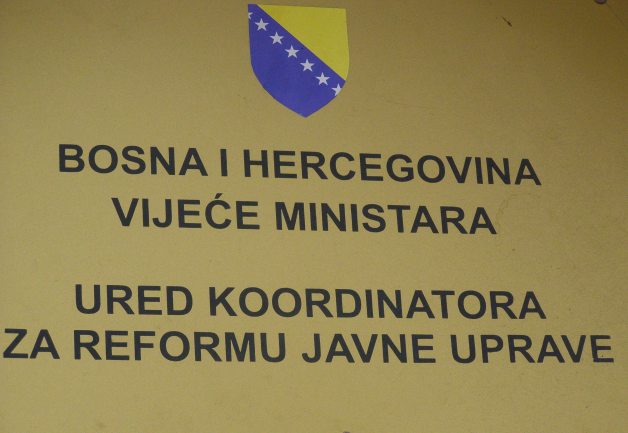 BOSNA I HERCEGOVINA
VIJEĆE MINISTARA
URED KOORDINATORA
ZA REFORMU JAVNE UPRAVE